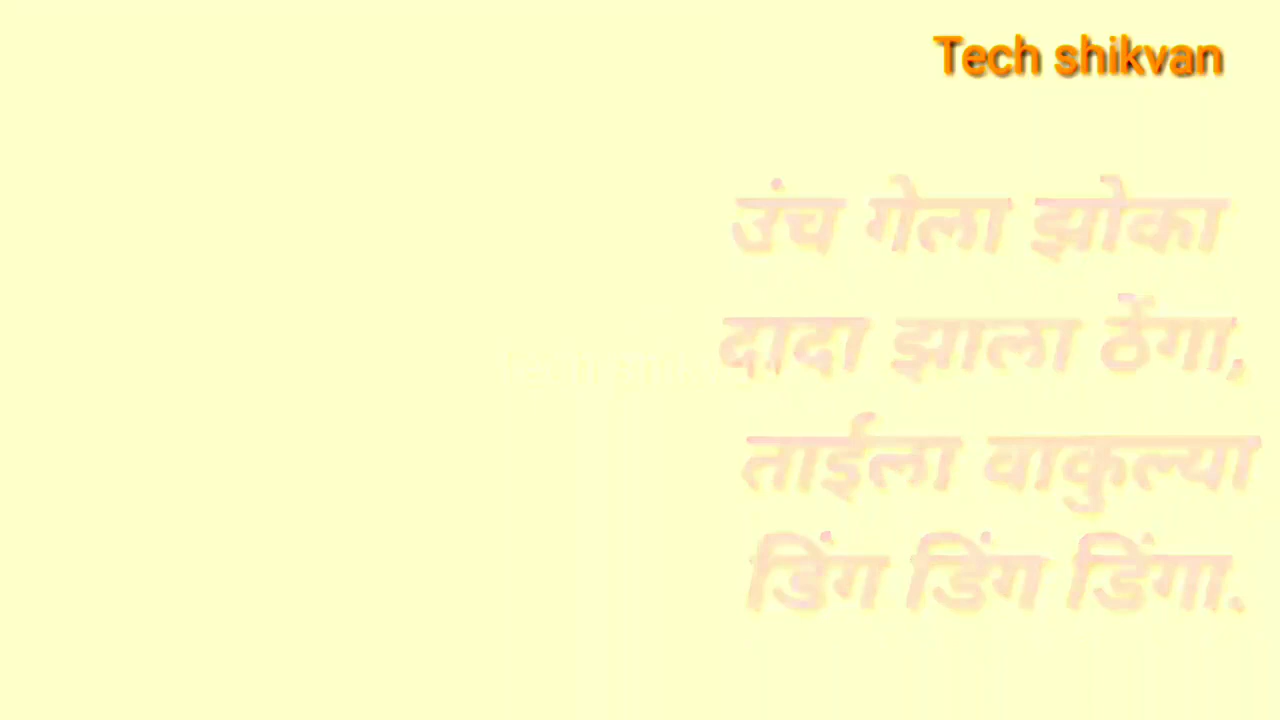 Tech shikvan
उंच गेला झोका
दादा झाला ठेंगा,
ताईला वाकुल्या
डिंग डिंग डिंगा.